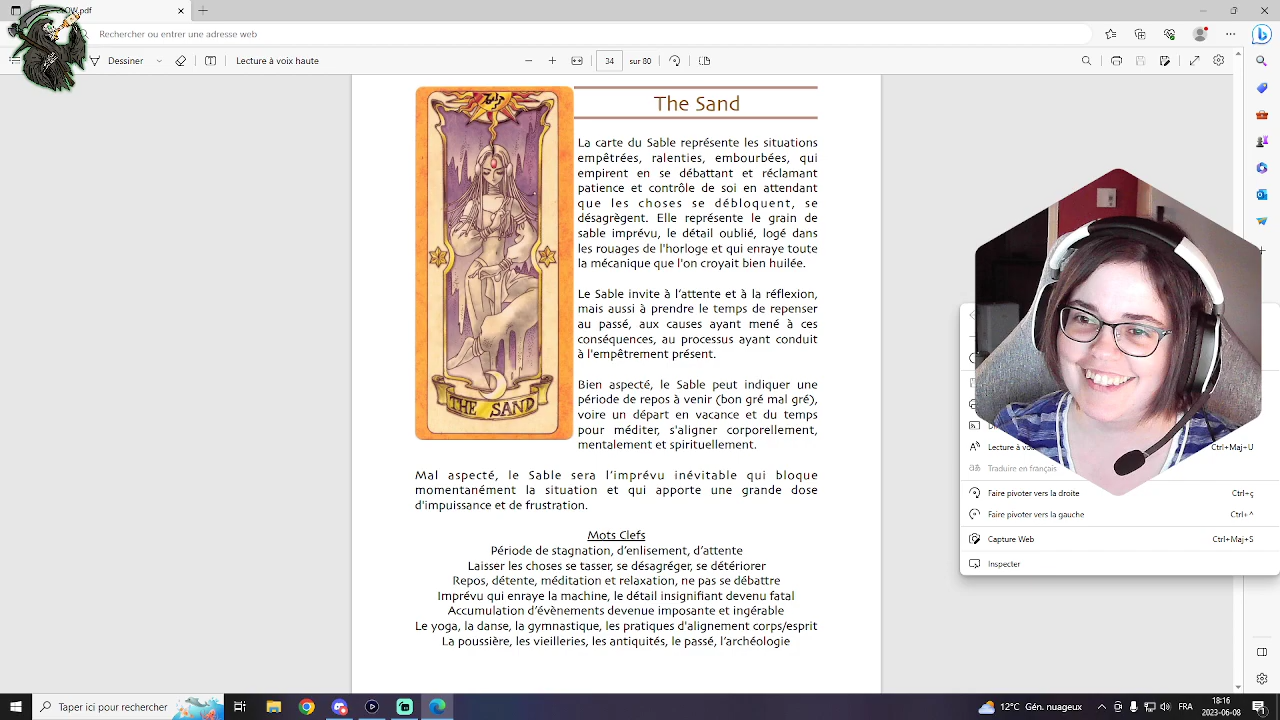 OW.pdf
Rechercher ou entrer une adresse web
Dessiner
Lecture à voix haute
34 sur 80
The Sand
La carte du Sable représente les situations
empêtrées, ralenties, embourbées, qui
empirent en se débattant et réclamant
patience et contrôle de soi en attendant
que les choses se débloquent, se
désagrègent. Elle représente le grain de
sable imprévu, le détail oublié, logé dans
les rouages de l'horloge et qui enraye toute
la mécanique que l'on croyait bien huilée.
Le Sable invite à l’attente et à la réflexion,
mais aussi à prendre le temps de repenser
au passé, aux causes ayant mené à ces
conséquences, au processus ayant conduit
à l'empêtrement présent.
Bien aspecté, le Sable peut indiquer une
période de repos à venir (bon gré mal gré),
voire un départ en vacance et du temps
pour méditer, s'aligner corporellement,
mentalement et spirituellement.
THE SAND
Mal aspecté, le Sable sera l’imprévu inévitable qui bloque
momentanément la situation et qui apporte une grande dose
d'impuissance et de frustration.
Mots Clefs
Période de stagnation, d’enlisement, d’attente
Laisser les choses se tasser, se désagréger, se détériorer
Repos, détente, méditation et relaxation, ne pas se débattre
Imprévu qui enraye la machine, le détail insignifiant devenu fatal
Accumulation d’évènements devenue imposante et ingérable
Le yoga, la danse, la gymnastique, les pratiques d'alignement corps/esprit
La poussière, les vieilleries, les antiquités, le passé, l’archéologie
Lecture à voi Ctrl+Maj+U
Traduire en français
Faire pivoter vers la droite Ctrl+ç
Faire pivoter vers la gauche Ctrl+^
Capture Web Ctrl+Maj+S
Inspecter
Taper ici pour rechercher
12°C Gén. nuageux
FRA
18:16
2023-06-08